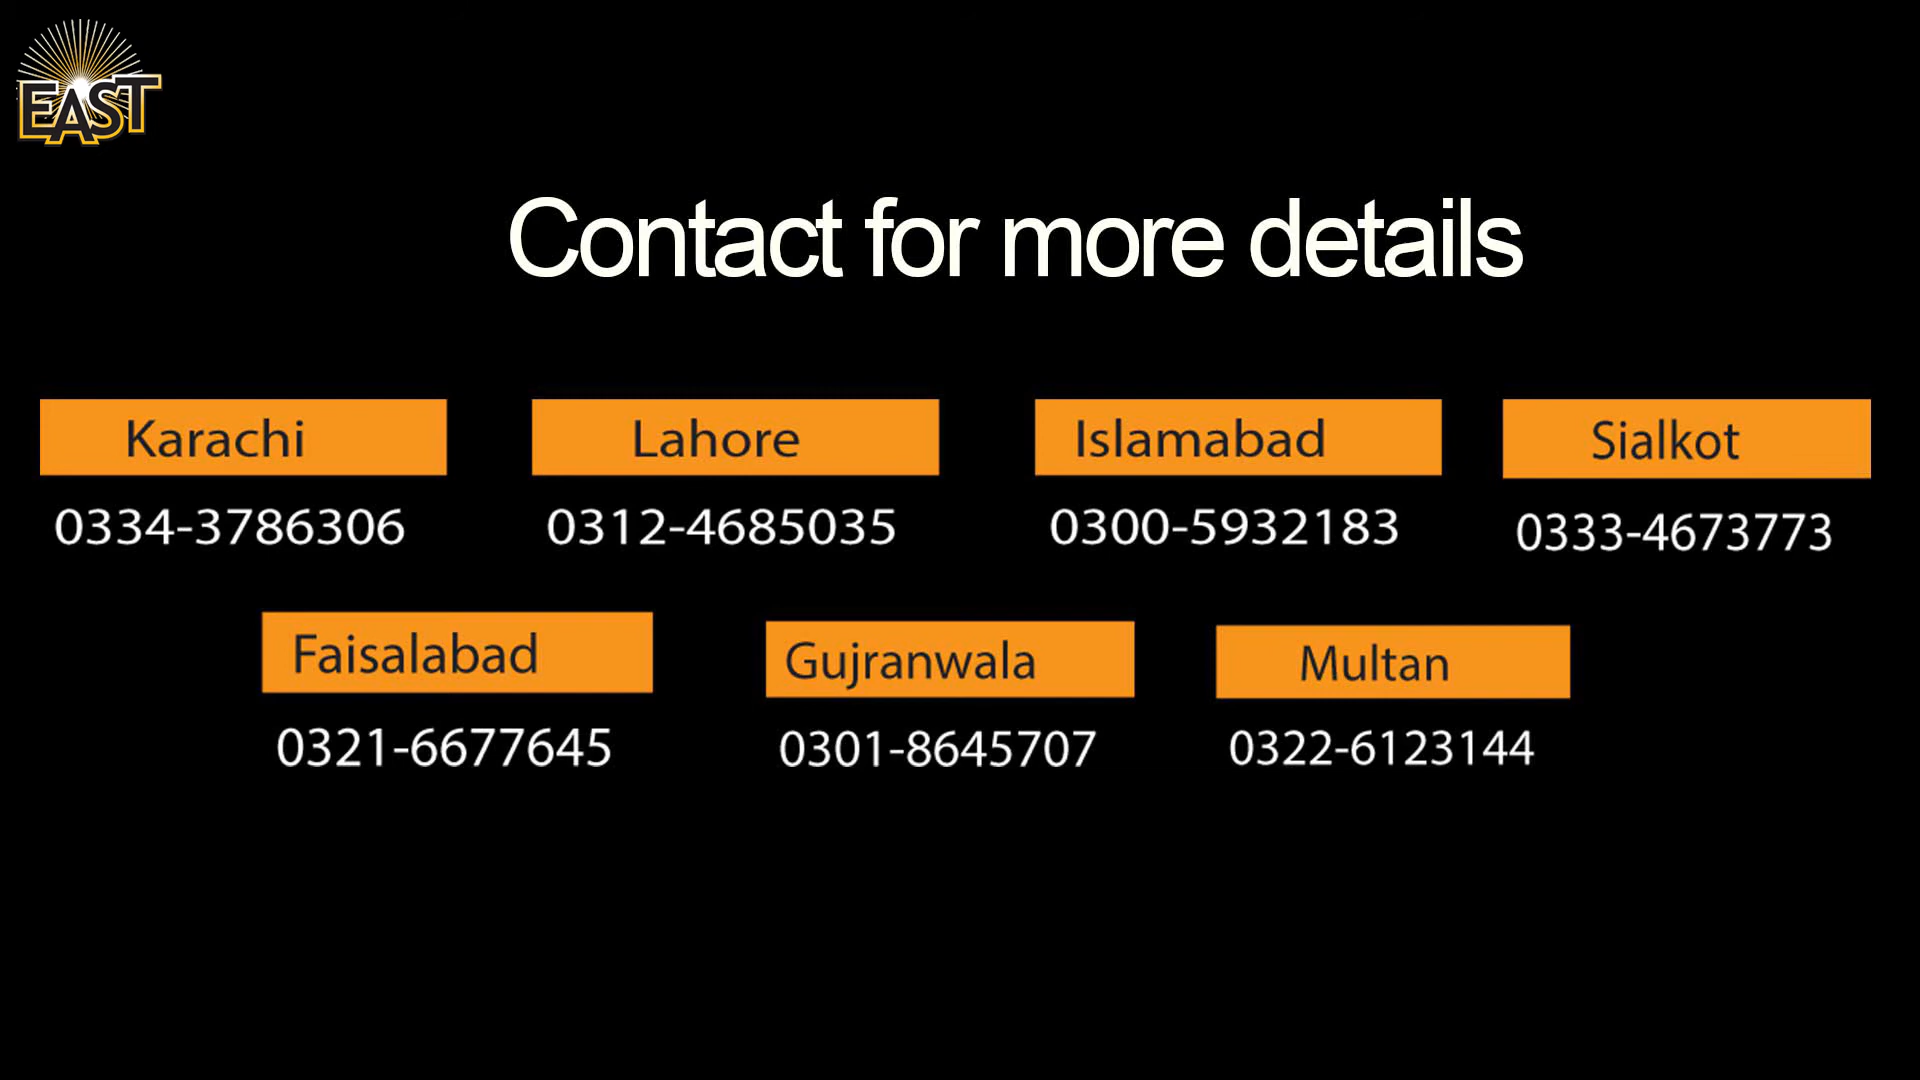 EAST
Contact for more details
Karachi
Lahore
Islamabad
Sialkot
0334-3786306
0312-4685035
0300-5932183
0333-4673773
Faisalabad
Gujranwala
Multan
0321-6677645
0301-8645707
0322-6123144